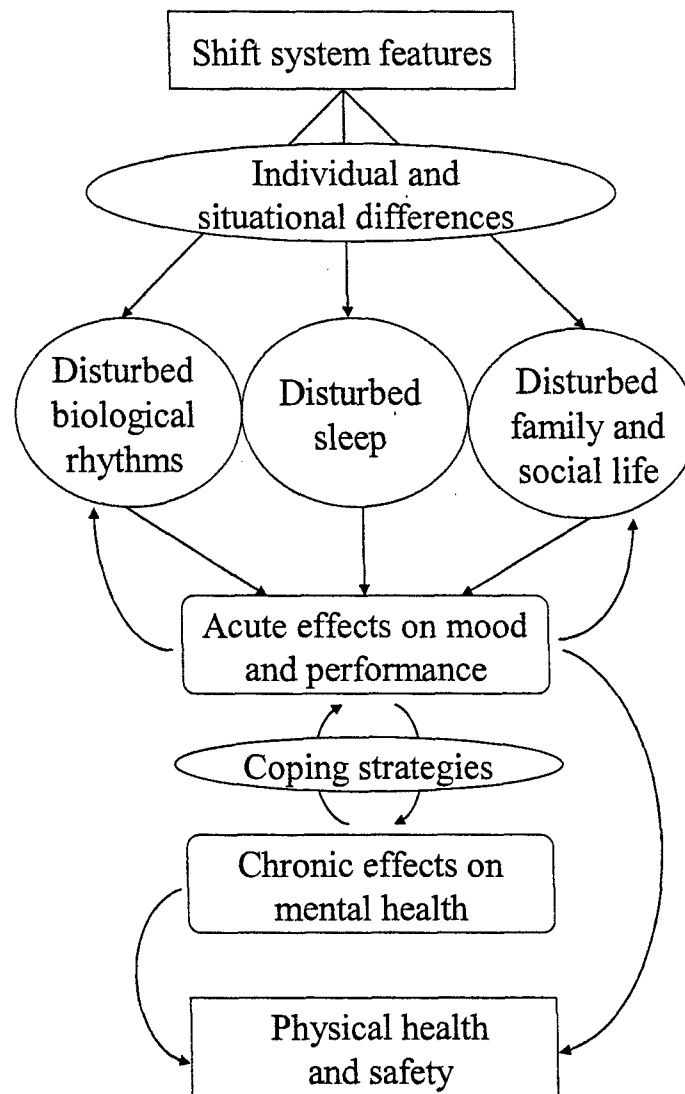 Shift system features
Individual and
situational differences
Disturbed
biological
rhythms
Disturbed
sleep
Disturbed
family and
social life
Acute effects on mood
and performance
Coping strategies
Chronic effects on
mental health
Physical health
and safety